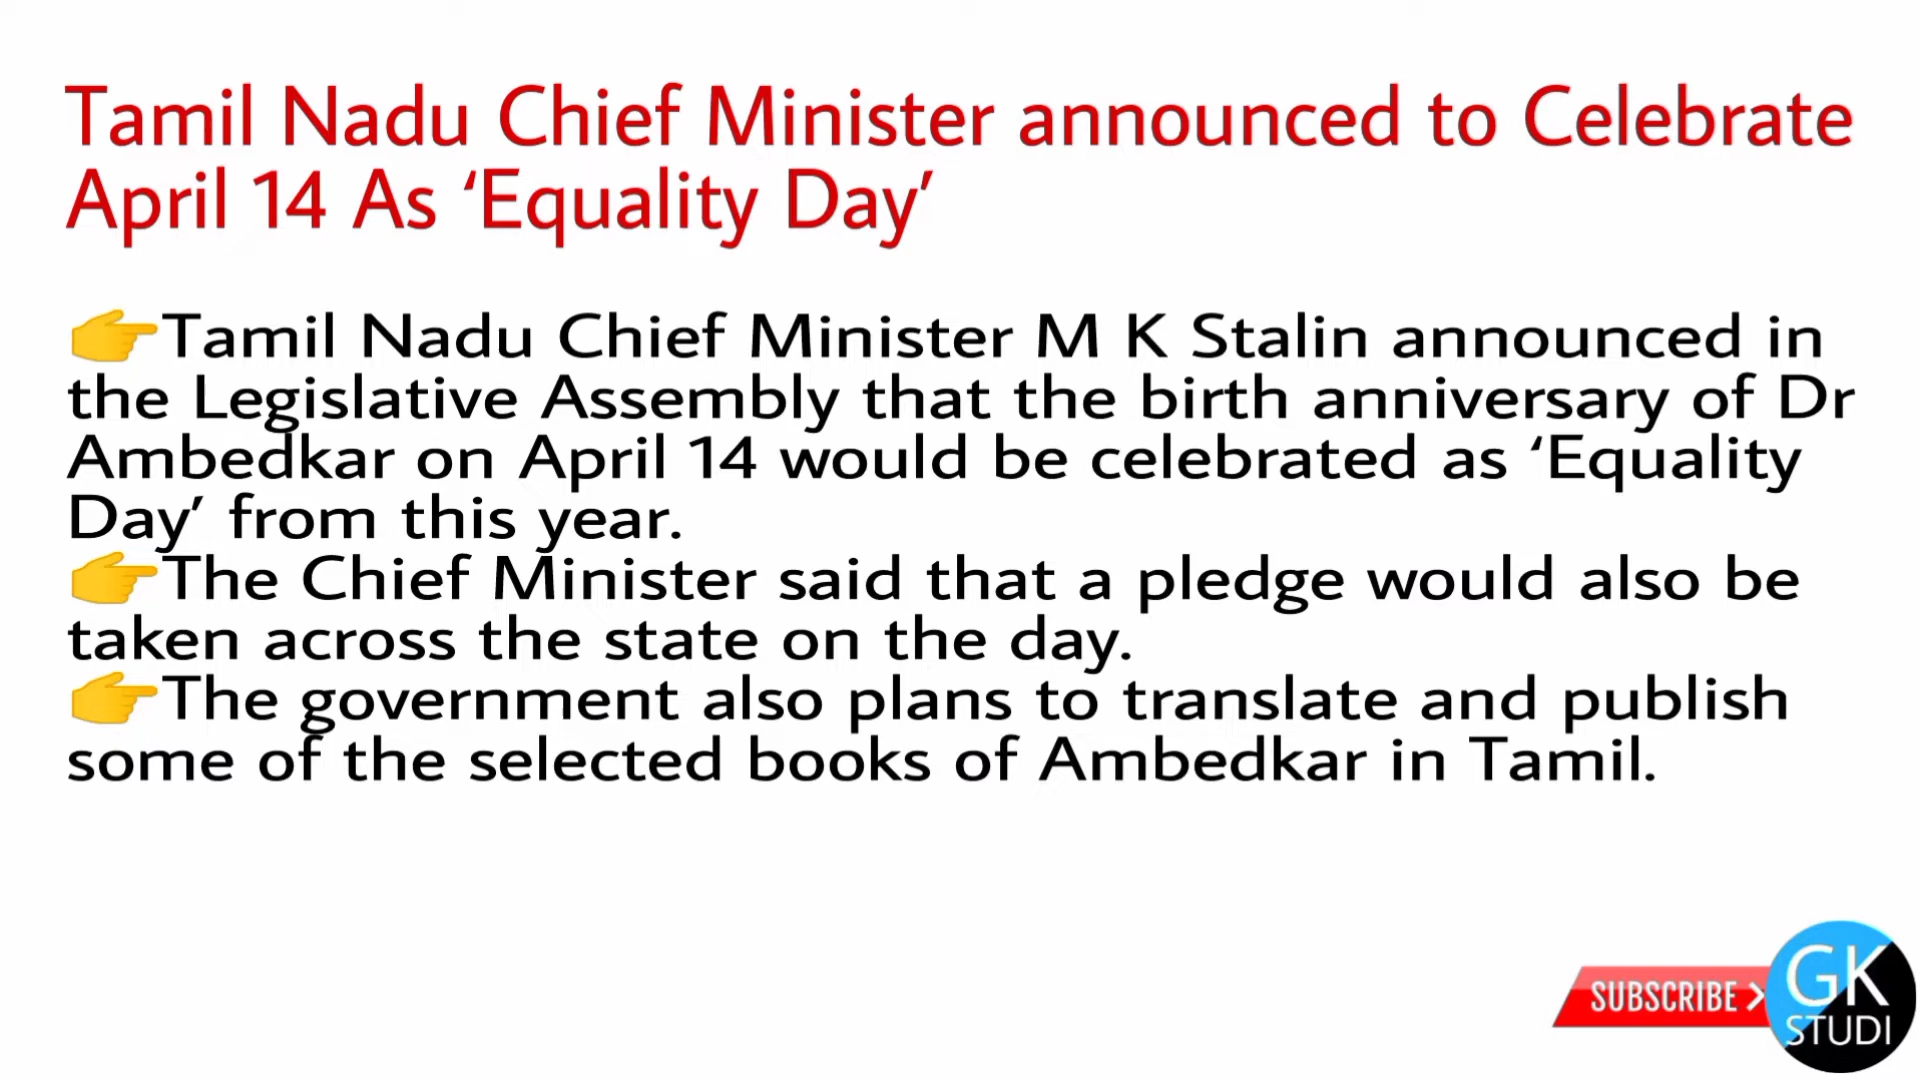 Tamil Nadu Chief Minister announced to Celebrate
April 14 As ‘Equality Day’
👉Tamil Nadu Chief Minister M K Stalin announced in
the Legislative Assembly that the birth anniversary of Dr
Ambedkar on April 14 would be celebrated as ‘Equality
Day’ from this year.
👉The Chief Minister said that a pledge would also be
taken across the state on the day.
👉The government also plans to translate and publish
some of the selected books of Ambedkar in Tamil.
SUBSCRIBE
GK
STUDI